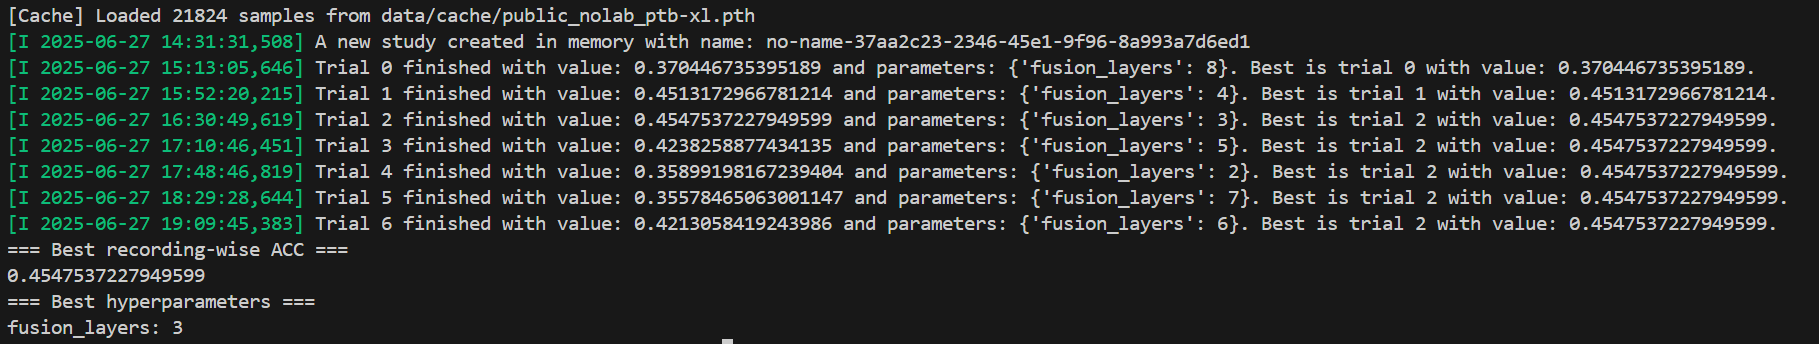 [Cache] Loaded 21824 samples from data/cache/public_nolab_ptb-xl.pth
[I 2025-06-27 14:31:31,508] A new study created in memory with name: no-name-37aa2c23-2346-45e1-9f96-8a993a7d6ed1
[I 2025-06-27 15:13:05,646] Trial 0 finished with value: 0.370446735395189 and parameters: {'fusion_layers': 8}. Best is trial 0 with value: 0.370446735395189.
[I 2025-06-27 15:52:20,215] Trial 1 finished with value: 0.4513172966781214 and parameters: {'fusion_layers': 4}. Best is trial 1 with value: 0.4513172966781214.
[I 2025-06-27 16:30:49,619] Trial 2 finished with value: 0.4547537227949599 and parameters: {'fusion_layers': 3}. Best is trial 2 with value: 0.4547537227949599.
[I 2025-06-27 17:10:46,451] Trial 3 finished with value: 0.4238258877434135 and parameters: {'fusion_layers': 5}. Best is trial 2 with value: 0.4547537227949599.
[I 2025-06-27 17:48:46,819] Trial 4 finished with value: 0.35899198167239404 and parameters: {'fusion_layers': 2}. Best is trial 2 with value: 0.4547537227949599.
[I 2025-06-27 18:29:28,644] Trial 5 finished with value: 0.35578465063001147 and parameters: {'fusion_layers': 7}. Best is trial 2 with value: 0.4547537227949599.
[I 2025-06-27 19:09:45,383] Trial 6 finished with value: 0.4213058419243986 and parameters: {'fusion_layers': 6}. Best is trial 2 with value: 0.4547537227949599.
=== Best recording-wise ACC ===
0.4547537227949599
=== Best hyperparameters ===
fusion_layers: 3